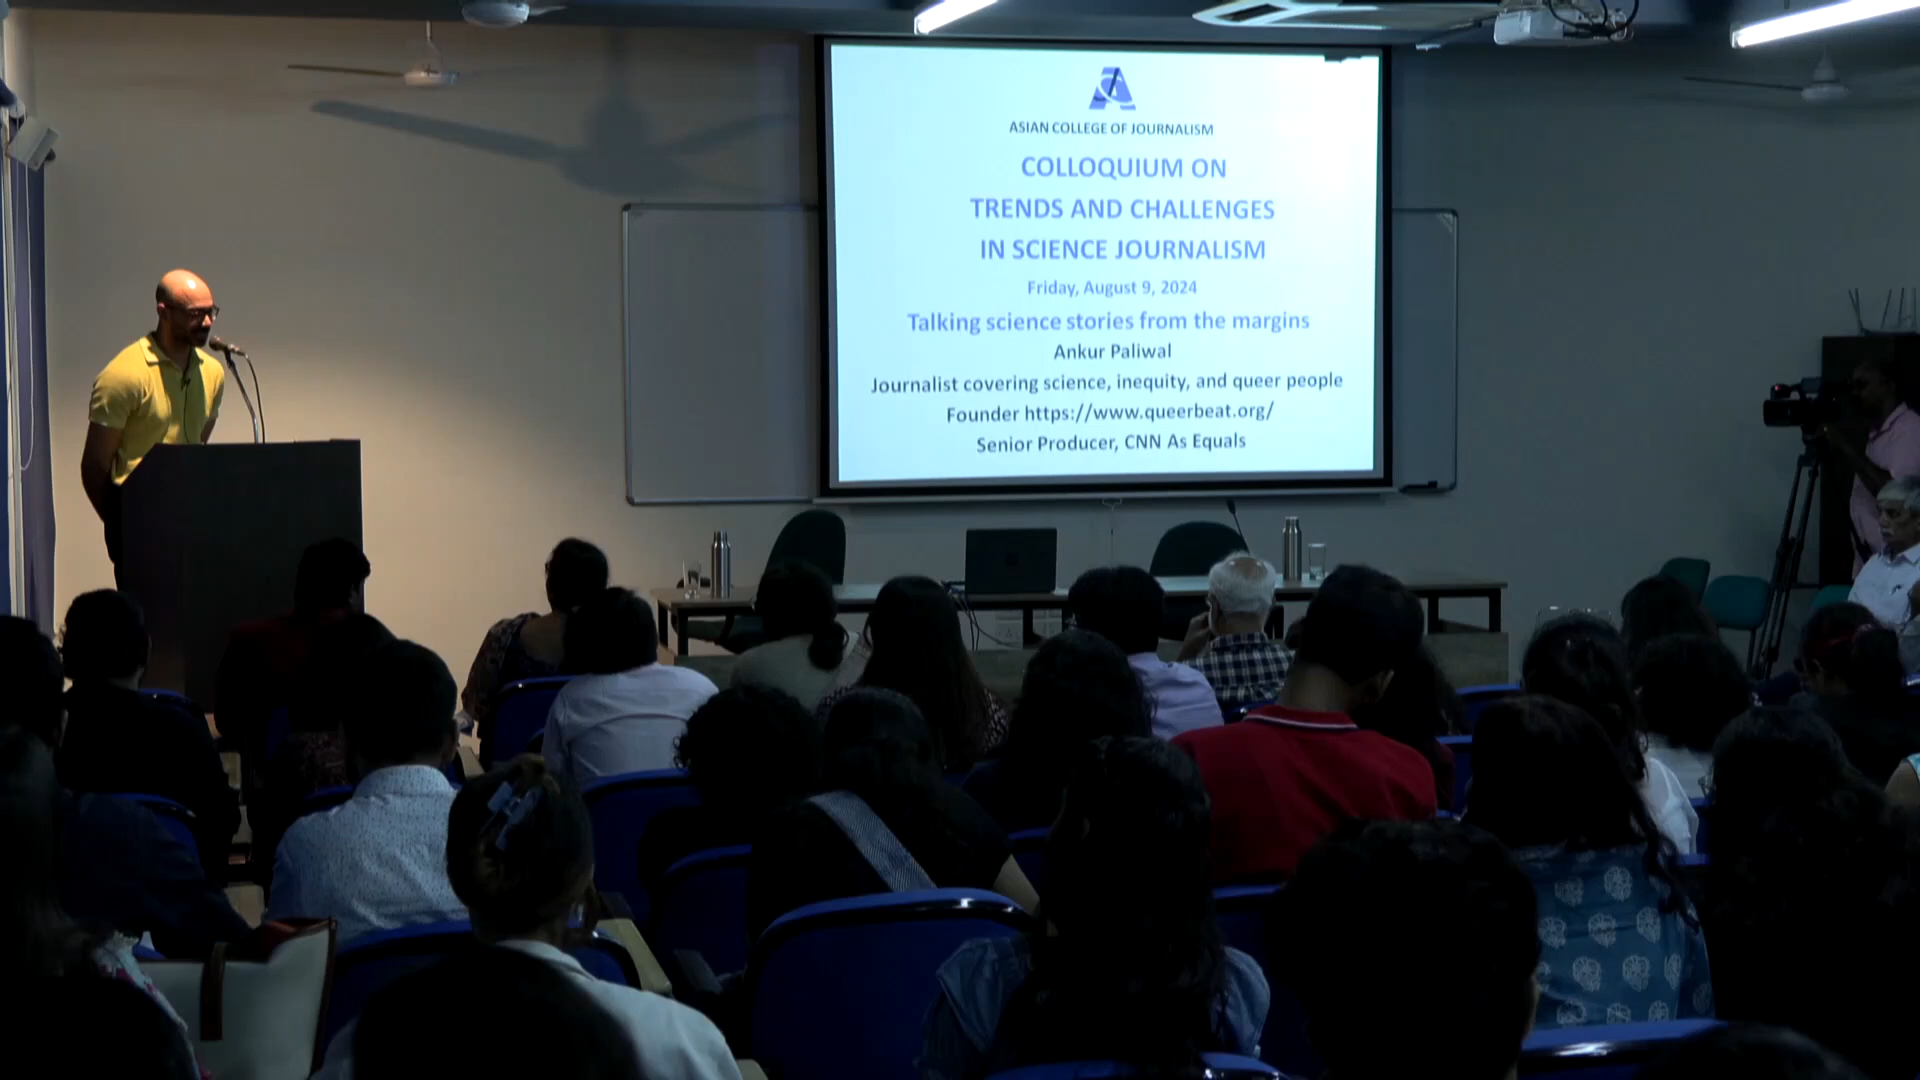 ASIAN COLLEGE OF JOURNALISM
COLLOQUIUM ON
TRENDS AND CHALLENGES
IN SCIENCE JOURNALISM
Friday, August 9, 2024
Talking science stories from the margins
Ankur Paliwal
Journalist covering science, inequity, and queer people
Founder https://www.queerbeat.org/
Senior Producer, CNN As Equals